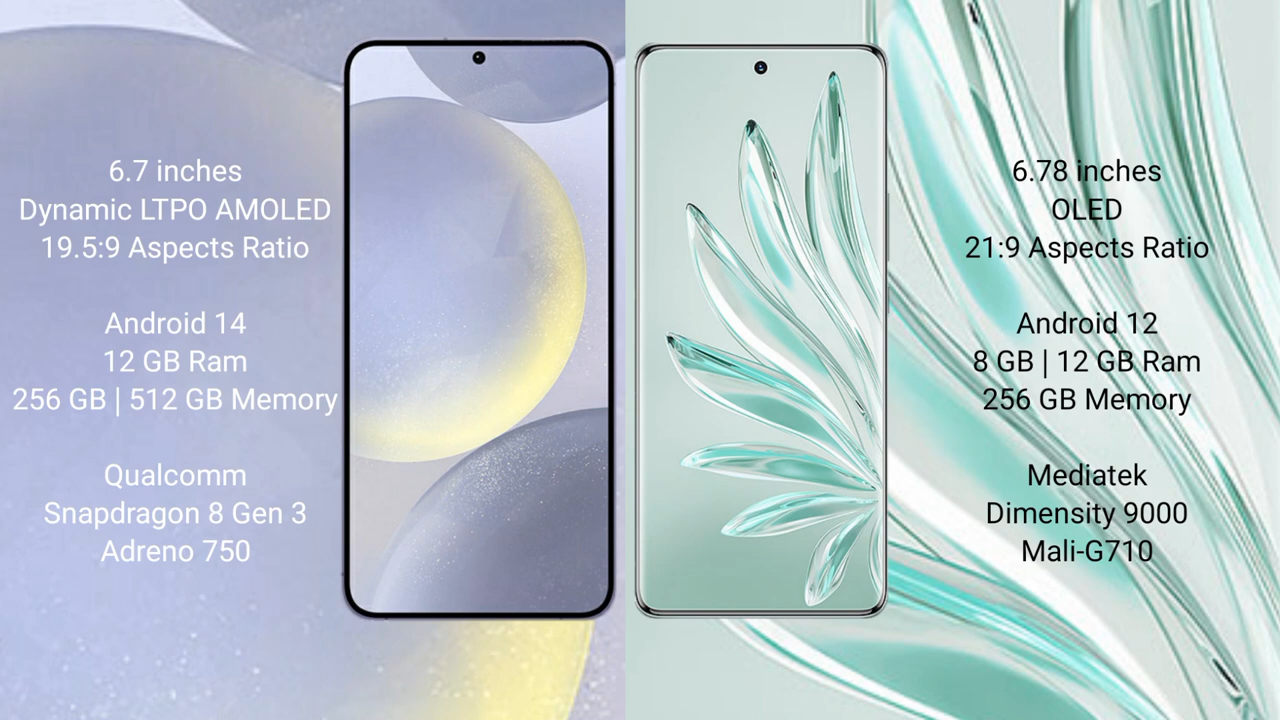 6.7 inches
Dynamic LTPO AMOLED
19.5:9 Aspects Ratio
Android 14
12 GB Ram
256 GB | 512 GB Memory
Qualcomm
Snapdragon 8 Gen 3
Adreno 750
6.78 inches
OLED
21:9 Aspects Ratio
Android 12
8 GB | 12 GB Ram
256 GB Memory
Mediatek
Dimensity 9000
Mali-G710